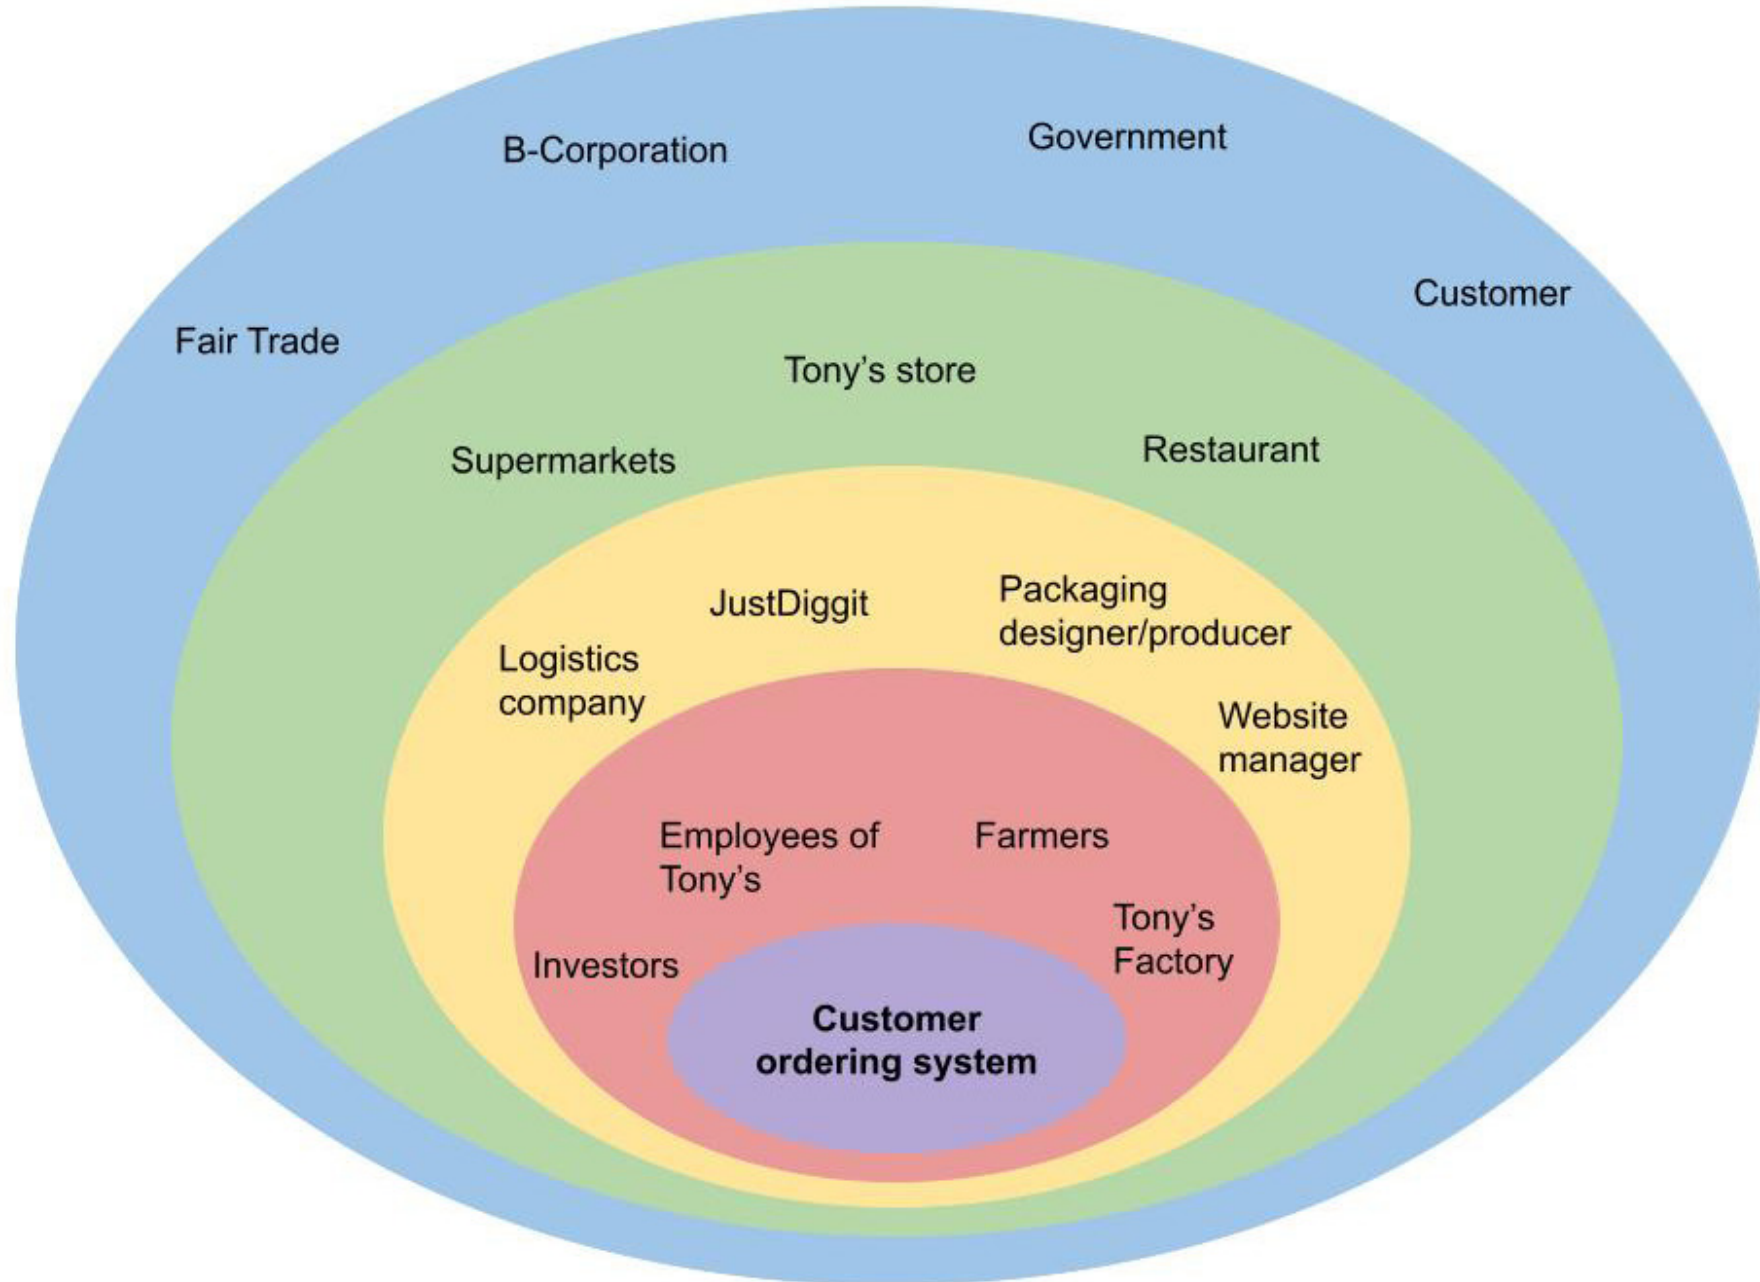 B-Corporation
Government
Customer
Fair Trade
Tony's store
Supermarkets
Restaurant
JustDiggit
Packaging
designer/producer
Logistics
company
Website
manager
Employees of
Tony's
Farmers
Tony's
Factory
Investors
Customer
ordering system